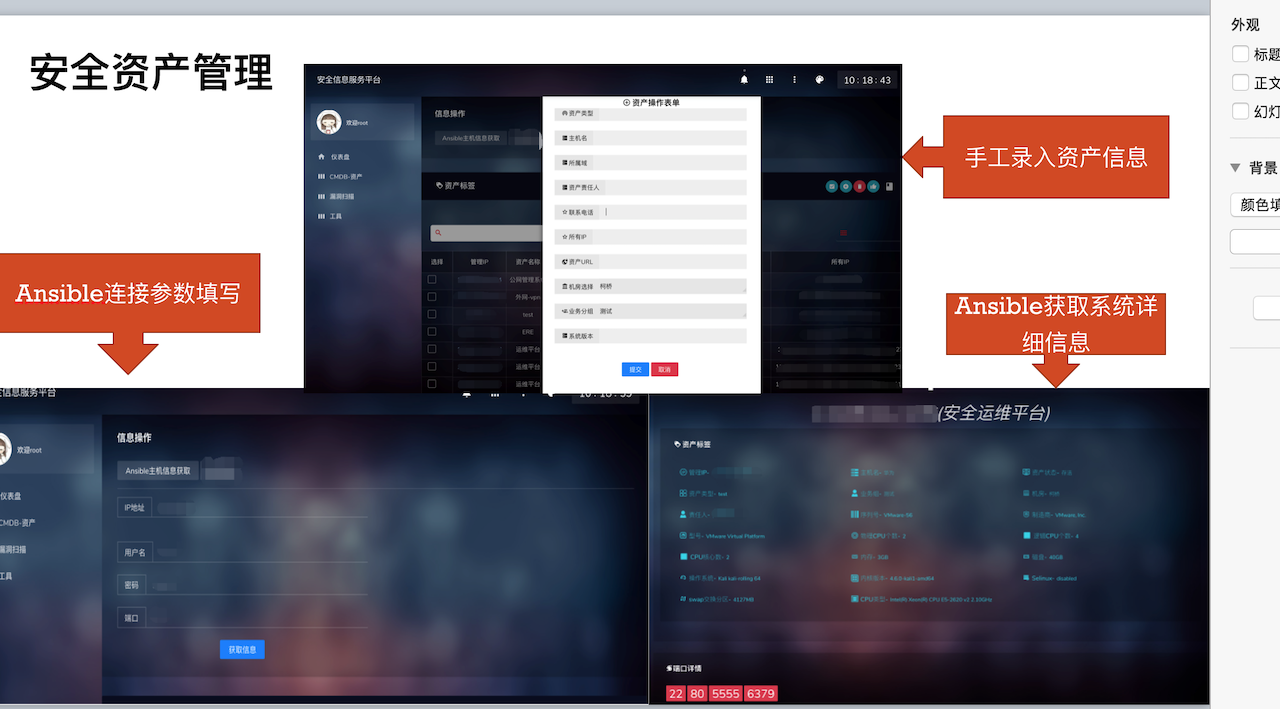 安全资产管理
外观
标题
正文
幻灯
背景
颜色填
安全信息服务平台
10:18:43
欢迎root
仪表盘
CMDB-资产
漏洞扫描
工具
信息操作
Ansible主机信息获取
资产标签
选择 管理IP 资产名称 所有IP
公网管理系
外网-vpn
test
ERE
运维平台
运维平台
运维平台
资产操作表单
资产类型
主机名
所属域
资产责任人
联系电话
所有IP
资产URL
机房选择 柯桥
业务分组 测试
系统版本
提交 取消
手工录入资产信息
Ansible连接参数填写
Ansible获取系统详
细信息
信息服务平台
欢迎root
仪表盘
CMDB-资产
漏洞扫描
工具
信息操作
Ansible主机信息获取
IP地址
用户名
密码
端口
获取信息
(安全运维平台)
资产标签
管理IP-
资产类型- test
责任人-
序列号- VMware-56
制造商- VMware, Inc.
型号- VMware Virtual Platform
物理CPU个数- 2
逻辑CPU个数- 4
CPU核心数- 2
内存- 3GB
磁盘- 40GB
操作系统- Kali kali-rolling 64
内核版本- 4.6.0-kali1-amd64
Selinux- disabled
swap交换分区- 4127MB
CPU类型- Intel(R) Xeon(R) CPU E5-2620 v2 2.10GHz
端口详情
22 80 5555 6379